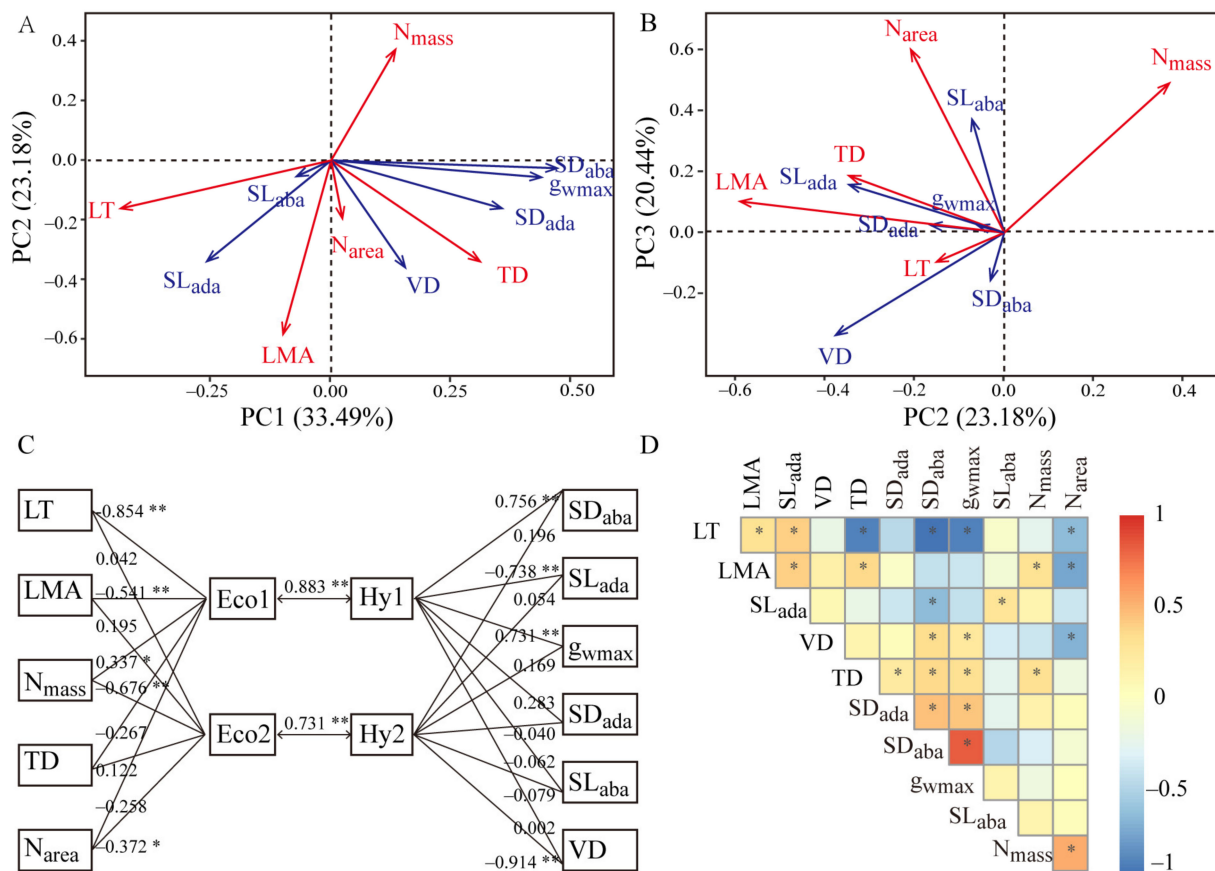 A
0.4
0.2
0.0
−0.2
−0.4
−0.6
PC2 (23.18%)
−0.25
0.00
0.25
0.50
PC1 (33.49%)
Nmass
SDaba
gwmax
SDada
SLaba
LT
Narea
SLada
VD
TD
LMA
B
0.6
0.4
0.2
0.0
−0.2
PC3 (20.44%)
−0.6
−0.4
−0.2
0.0
0.2
0.4
PC2 (23.18%)
Narea
Nmass
SLaba
TD
SLada
LMA
gwmax
SDada
LT
SDaba
VD
C
LT
LMA
Nmass
TD
Narea
−0.854 **
0.042
−0.541 **
0.195
0.337 *
−0.676 **
−0.267
0.122
−0.258
−0.372 *
Eco1
0.883 **
Hy1
Eco2
0.731 **
Hy2
0.756 **
0.196
−0.738 **
0.054
0.731 **
0.169
0.283
−0.040
−0.062
−0.079
0.002
−0.914 **
SDaba
SLada
gwmax
SDada
SLaba
VD
D
LMA
SLada
VD
TD
SDada
SDaba
gwmax
SLaba
Nmass
Narea
LT * * * * * *
LMA * * * *
SLada * *
VD * * *
TD * * * *
SDada * *
SDaba *
gwmax
SLaba
Nmass *
1
0.5
0
−0.5
−1